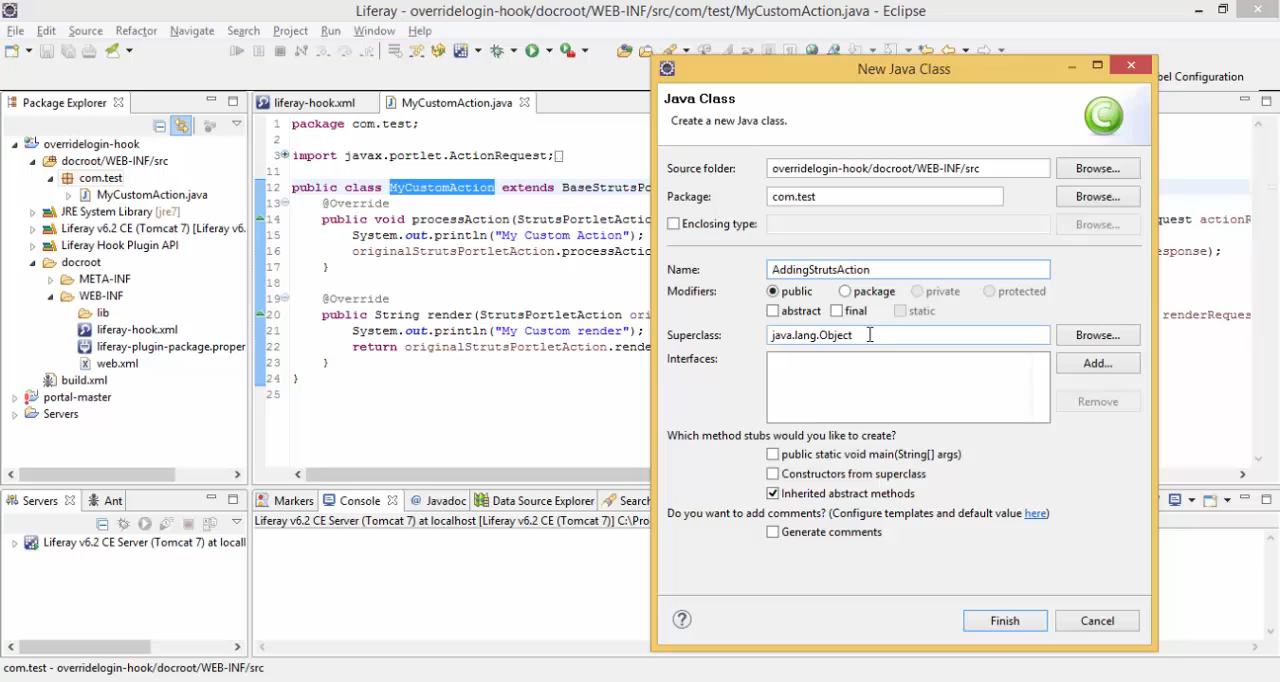 Liferay - overridelogin-hook/docroot/WEB-INF/src/com/test/MyCustomAction.java - Eclipse
File Edit Source Refactor Navigate Search Project Run Window Help
Package Explorer
overridelogin-hook
docroot/WEB-INF/src
com.test
MyCustomAction.java
JRE System Library [jre7]
Liferay v6.2 CE (Tomcat 7) [Liferay v6.
Liferay Hook Plugin API
docroot
META-INF
WEB-INF
lib
liferay-hook.xml
liferay-plugin-package.proper
web.xml
build.xml
portal-master
Servers
liferay-hook.xml MyCustomAction.java
1 package com.test;
2
3 import javax.portlet.ActionRequest;
11
12 public class MyCustomAction extends BaseStrutsPo
13 @Override
14 public void processAction(StrutsPortletActio
15 System.out.println("My Custom Action");
16 originalStrutsPortletAction.processActio
17 }
18
19 @Override
20 public String render(StrutsPortletAction ori
21 System.out.println("My Custom render");
22 return originalStrutsPortletAction.rende
23 }
24 }
25
bel Configuration
quest actionR
sponse);
renderReques
New Java Class
Java Class
Create a new Java class.
Source folder: overridelogin-hook/docroot/WEB-INF/src Browse...
Package: com.test Browse...
Enclosing type: Browse...
Name: AddingStrutsAction
Modifiers: public package private protected
abstract final static
Superclass: java.lang.Object Browse...
Interfaces: Add...
Remove
Which method stubs would you like to create?
public static void main(String[] args)
Constructors from superclass
Inherited abstract methods
Do you want to add comments? (Configure templates and default value here)
Generate comments
Finish Cancel
Servers Ant
Liferay v6.2 CE Server (Tomcat 7) at locall
Markers Console Javadoc Data Source Explorer Search
Liferay v6.2 CE Server (Tomcat 7) at localhost [Liferay v6.2 CE (Tomcat 7)] C:\Pro
com.test - overridelogin-hook/docroot/WEB-INF/src